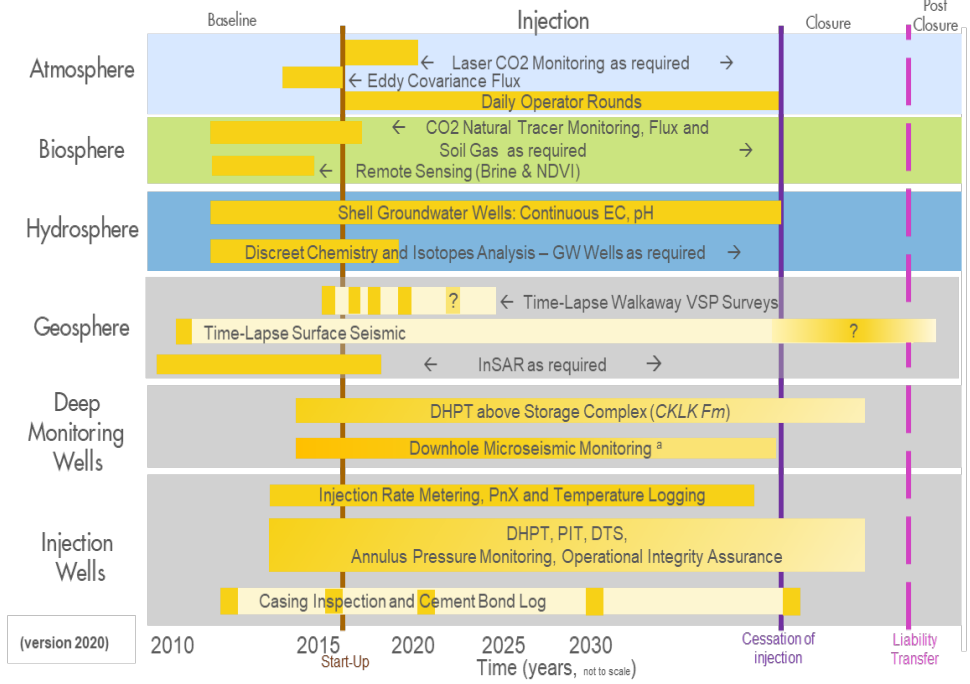 Baseline
Injection
Closure
Post
Closure
Atmosphere
← Laser CO2 Monitoring as required →
← Eddy Covariance Flux
Daily Operator Rounds
Biosphere
← CO2 Natural Tracer Monitoring, Flux and
Soil Gas as required →
← Remote Sensing (Brine & NDVI)
Hydrosphere
Shell Groundwater Wells: Continuous EC, pH
Discreet Chemistry and Isotopes Analysis – GW Wells as required →
Geosphere
? ← Time-Lapse Walkaway VSP Surveys
Time-Lapse Surface Seismic ?
← InSAR as required →
Deep
Monitoring
Wells
DHPT above Storage Complex (CKLK Fm)
Downhole Microseismic Monitoring ª
Injection
Wells
Injection Rate Metering, PnX and Temperature Logging
DHPT, PIT, DTS,
Annulus Pressure Monitoring, Operational Integrity Assurance
Casing Inspection and Cement Bond Log
(version 2020)
2010 2015 2020 2025 2030
Start-Up
Time (years, not to scale)
Cessation of
injection
Liability
Transfer